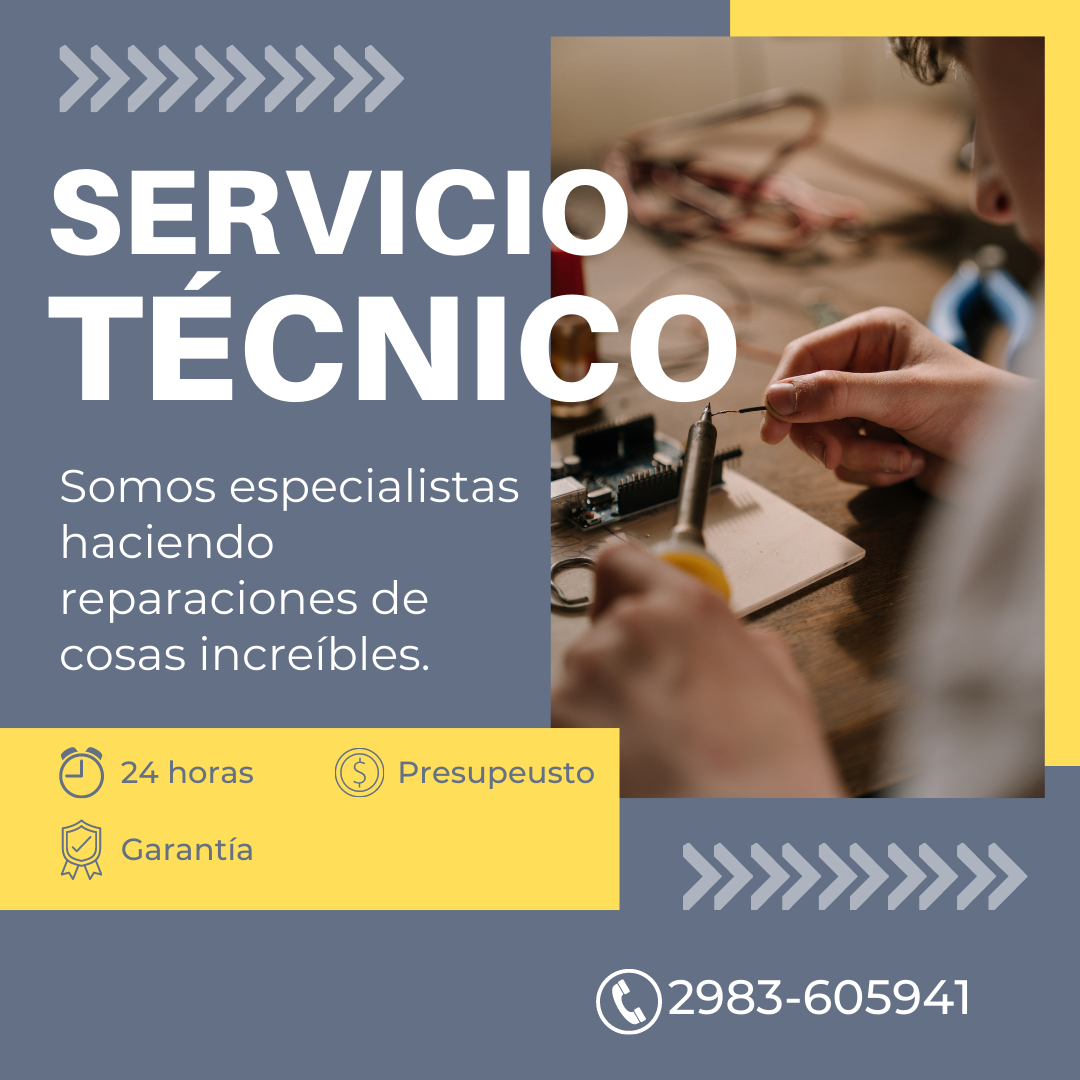 SERVICIO
TÉCNICO
Somos especialistas
haciendo
reparaciones de
cosas increíbles.
24 horas
Presupeusto
Garantía
2983-605941